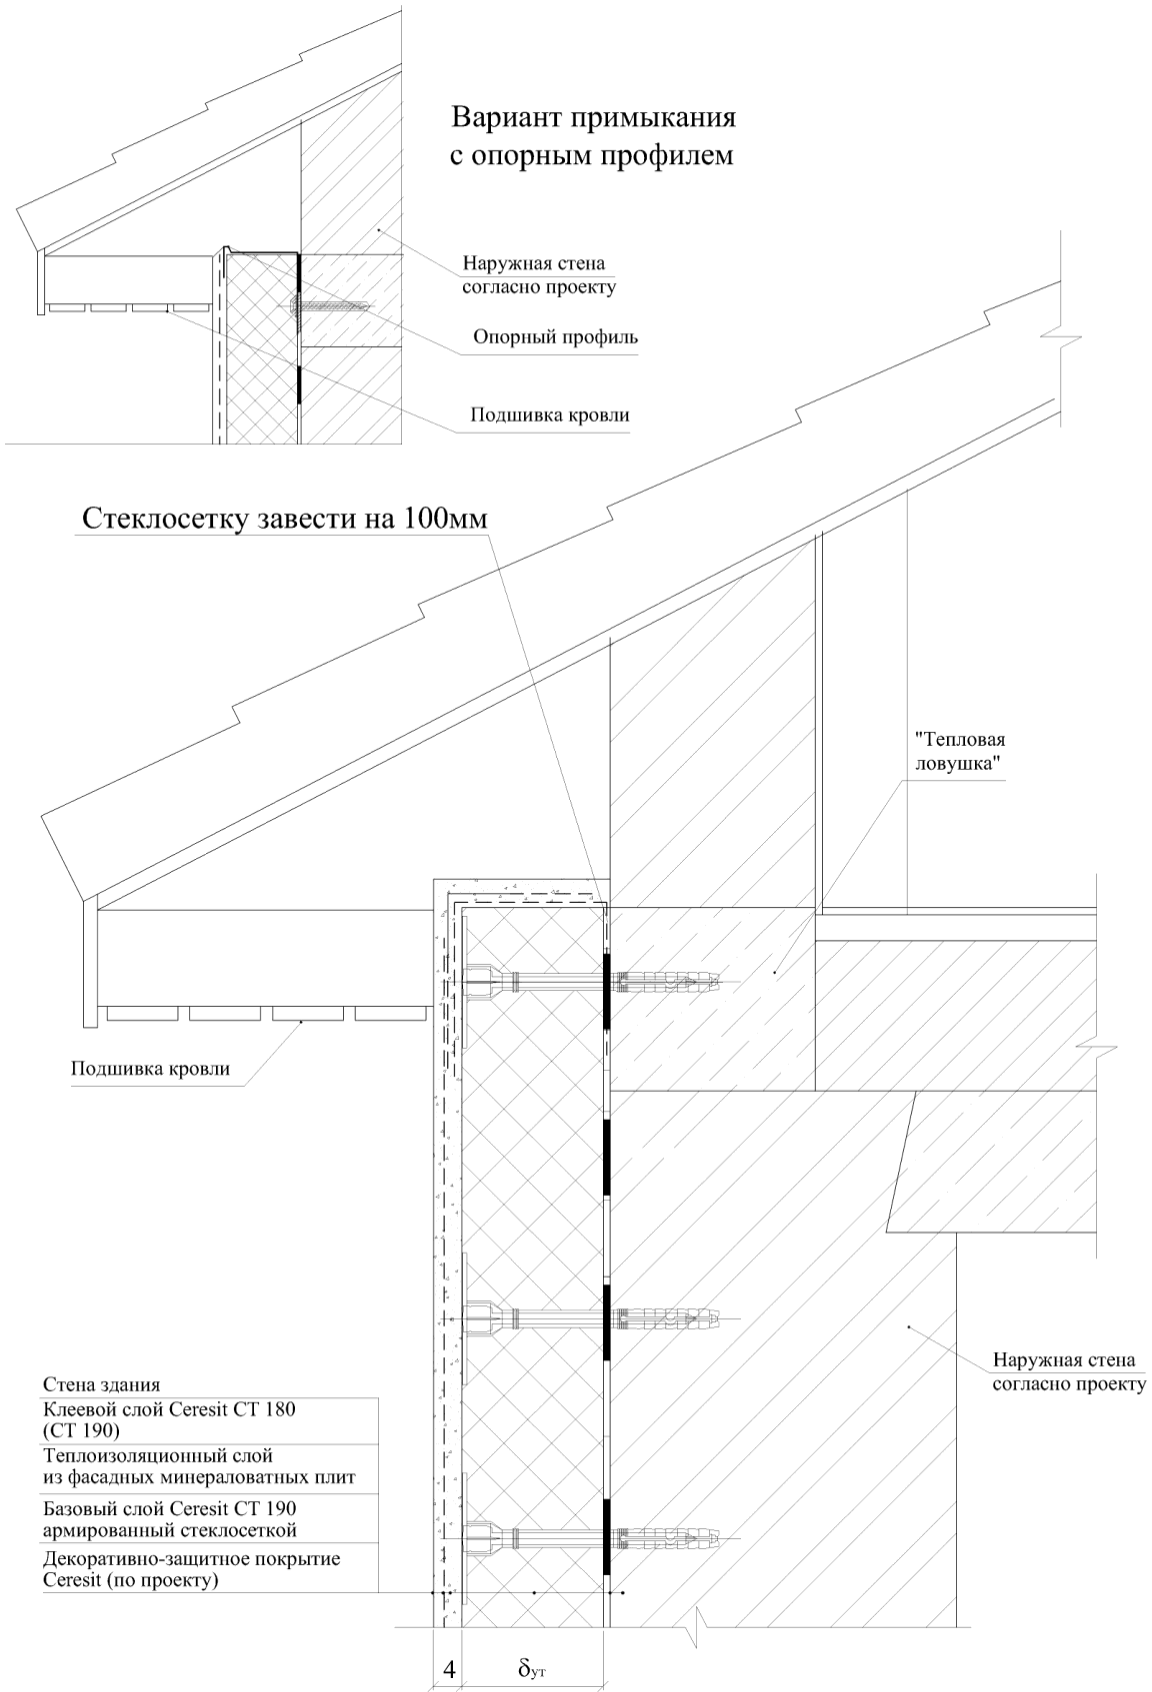 Вариант примыкания
с опорным профилем
Наружная стена
согласно проекту
Опорный профиль
Подшивка кровли
Стеклосетку завести на 100мм
"Тепловая
ловушка"
Подшивка кровли
Наружная стена
согласно проекту
Стена здания
Клеевой слой Ceresit CT 180
(CT 190)
Теплоизоляционный слой
из фасадных минераловатных плит
Базовый слой Ceresit CT 190
армированный стеклосеткой
Декоративно-защитное покрытие
Ceresit (по проекту)
4
δут